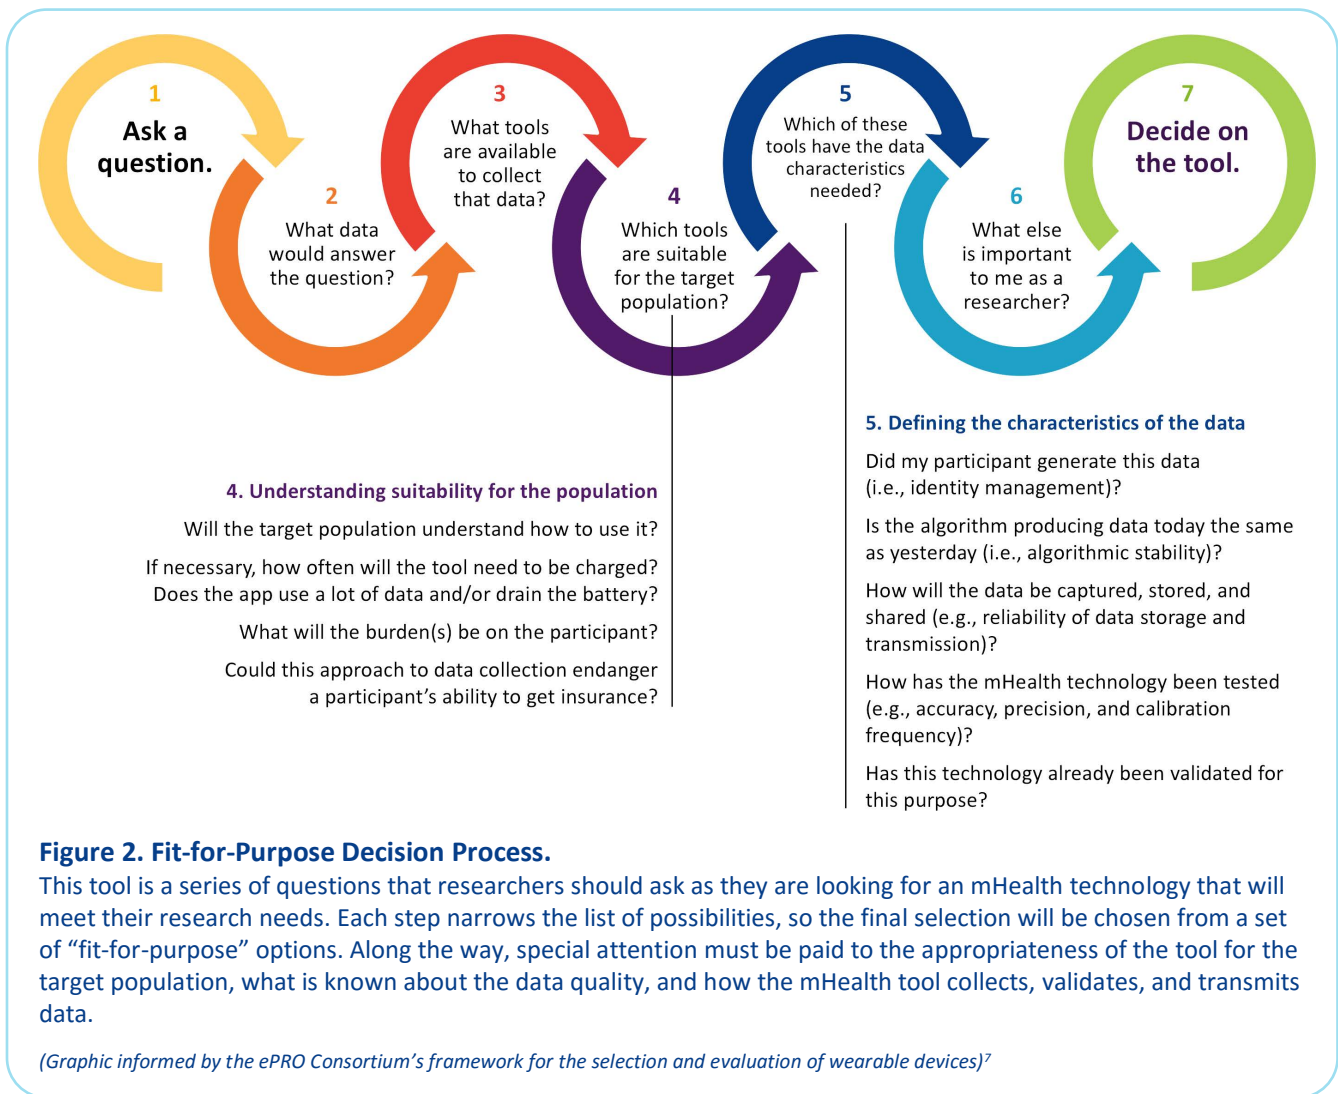 1
Ask a
question.
2
What data
would answer
the question?
3
What tools
are available
to collect
that data?
4
Which tools
are suitable
for the target
population?
5
Which of these
tools have the data
characteristics
needed?
6
What else
is important
to me as a
researcher?
7
Decide on
the tool.
4. Understanding suitability for the population
Will the target population understand how to use it?
If necessary, how often will the tool need to be charged?
Does the app use a lot of data and/or drain the battery?
What will the burden(s) be on the participant?
Could this approach to data collection endanger
a participant's ability to get insurance?
5. Defining the characteristics of the data
Did my participant generate this data
(i.e., identity management)?
Is the algorithm producing data today the same
as yesterday (i.e., algorithmic stability)?
How will the data be captured, stored, and
shared (e.g., reliability of data storage and
transmission)?
How has the mHealth technology been tested
(e.g., accuracy, precision, and calibration
frequency)?
Has this technology already been validated for
this purpose?
Figure 2. Fit-for-Purpose Decision Process.
This tool is a series of questions that researchers should ask as they are looking for an mHealth technology that will
meet their research needs. Each step narrows the list of possibilities, so the final selection will be chosen from a set
of “fit-for-purpose” options. Along the way, special attention must be paid to the appropriateness of the tool for the
target population, what is known about the data quality, and how the mHealth tool collects, validates, and transmits
data.
(Graphic informed by the ePRO Consortium's framework for the selection and evaluation of wearable devices)⁷